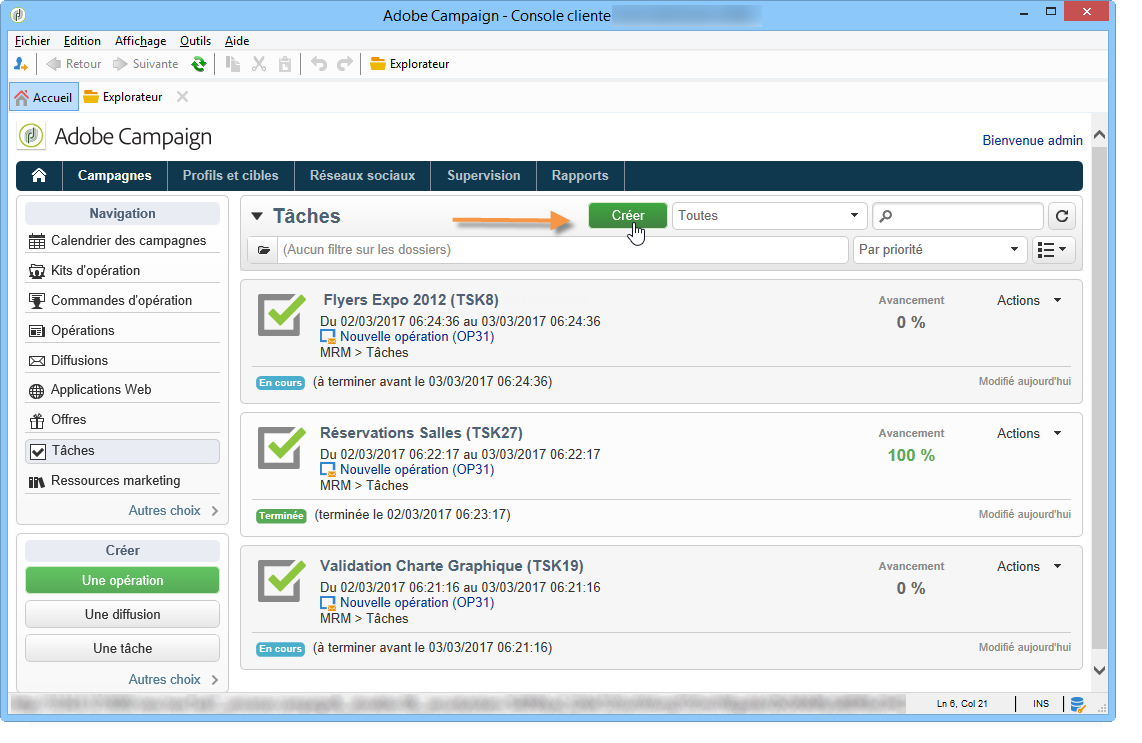 Adobe Campaign - Console cliente
Fichier Edition Affichage Outils Aide
Retour Suivante Explorateur
Accueil Explorateur
Adobe Campaign
Bienvenue admin
Campagnes Profils et cibles Réseaux sociaux Supervision Rapports
Navigation
Calendrier des campagnes
Kits d'opération
Commandes d'opération
Opérations
Diffusions
Applications Web
Offres
Tâches
Ressources marketing
Autres choix
Créer
Une opération
Une diffusion
Une tâche
Autres choix
Tâches Créer Toutes
(Aucun filtre sur les dossiers) Par priorité
Flyers Expo 2012 (TSK8) Avancement Actions
Du 02/03/2017 06:24:36 au 03/03/2017 06:24:36 0 %
Nouvelle opération (OP31)
MRM > Tâches
En cours (à terminer avant le 03/03/2017 06:24:36) Modifié aujourd'hui
Réservations Salles (TSK27) Avancement Actions
Du 02/03/2017 06:22:17 au 03/03/2017 06:22:17 100 %
Nouvelle opération (OP31)
MRM > Tâches
Terminée (terminée le 02/03/2017 06:23:17) Modifié aujourd'hui
Validation Charte Graphique (TSK19) Avancement Actions
Du 02/03/2017 06:21:16 au 03/03/2017 06:21:16 0 %
Nouvelle opération (OP31)
MRM > Tâches
En cours (à terminer avant le 03/03/2017 06:21:16) Modifié aujourd'hui
Ln 6, Col 21 INS